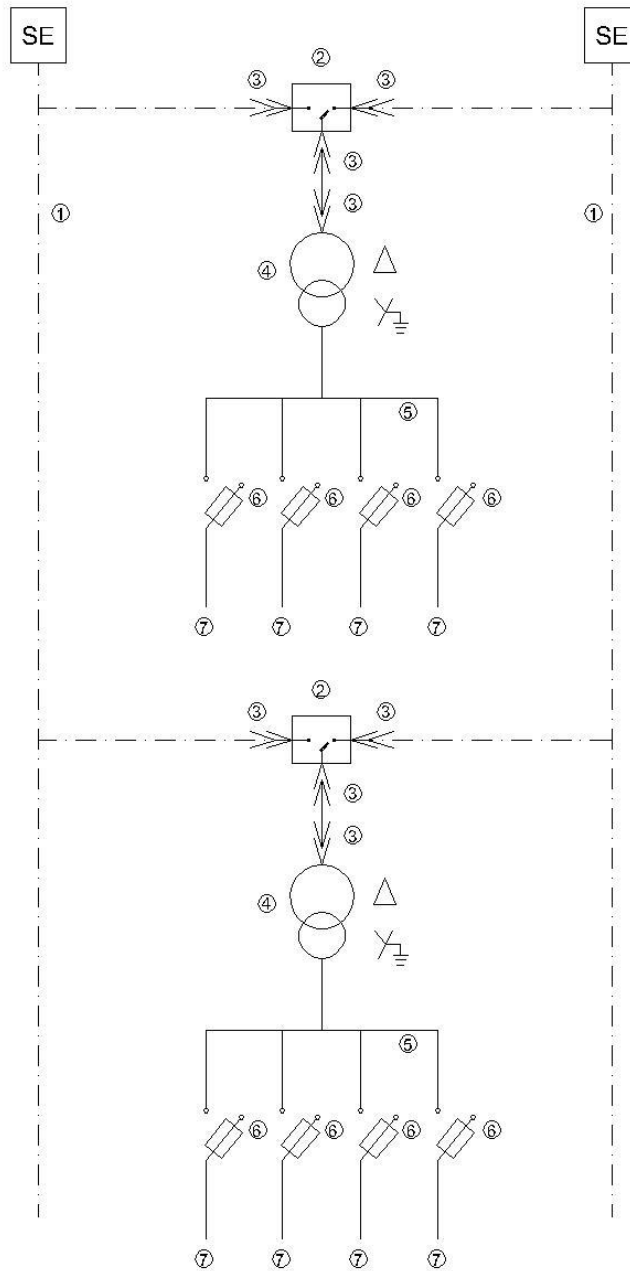 SE SE
②
③ ③
③
① ③ ①
④
⑤
⑥ ⑥ ⑥ ⑥
⑦ ⑦ ⑦ ⑦
②
③ ③
③
③
④
⑤
⑥ ⑥ ⑥ ⑥
⑦ ⑦ ⑦ ⑦